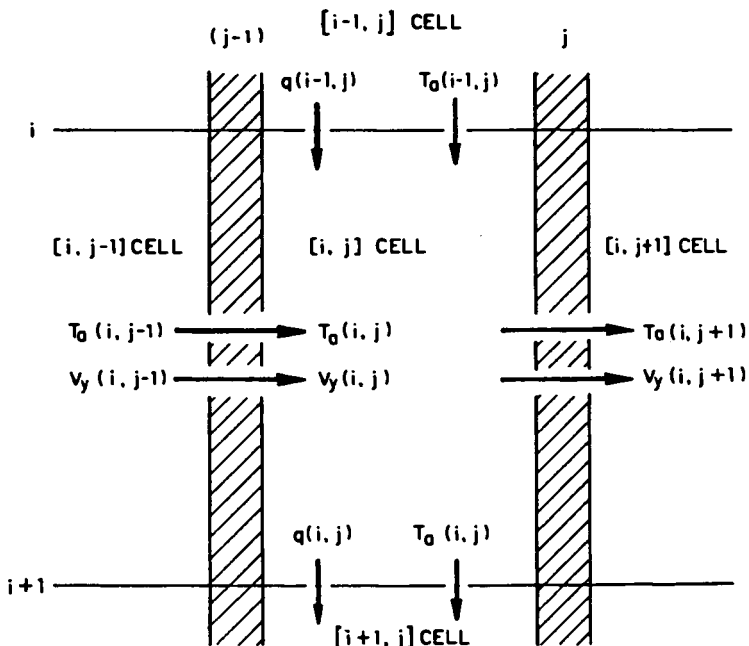 [i-1, j] CELL
(j-1)
j
q(i-1, j)
Ta(i-1, j)
i
[i, j-1] CELL
[i, j] CELL
[i, j+1] CELL
Ta(i, j-1)
Ta(i, j)
Ta(i, j+1)
Vy(i, j-1)
Vy(i, j)
Vy(i, j+1)
q(i, j)
Ta(i, j)
i+1
[i+1, j] CELL